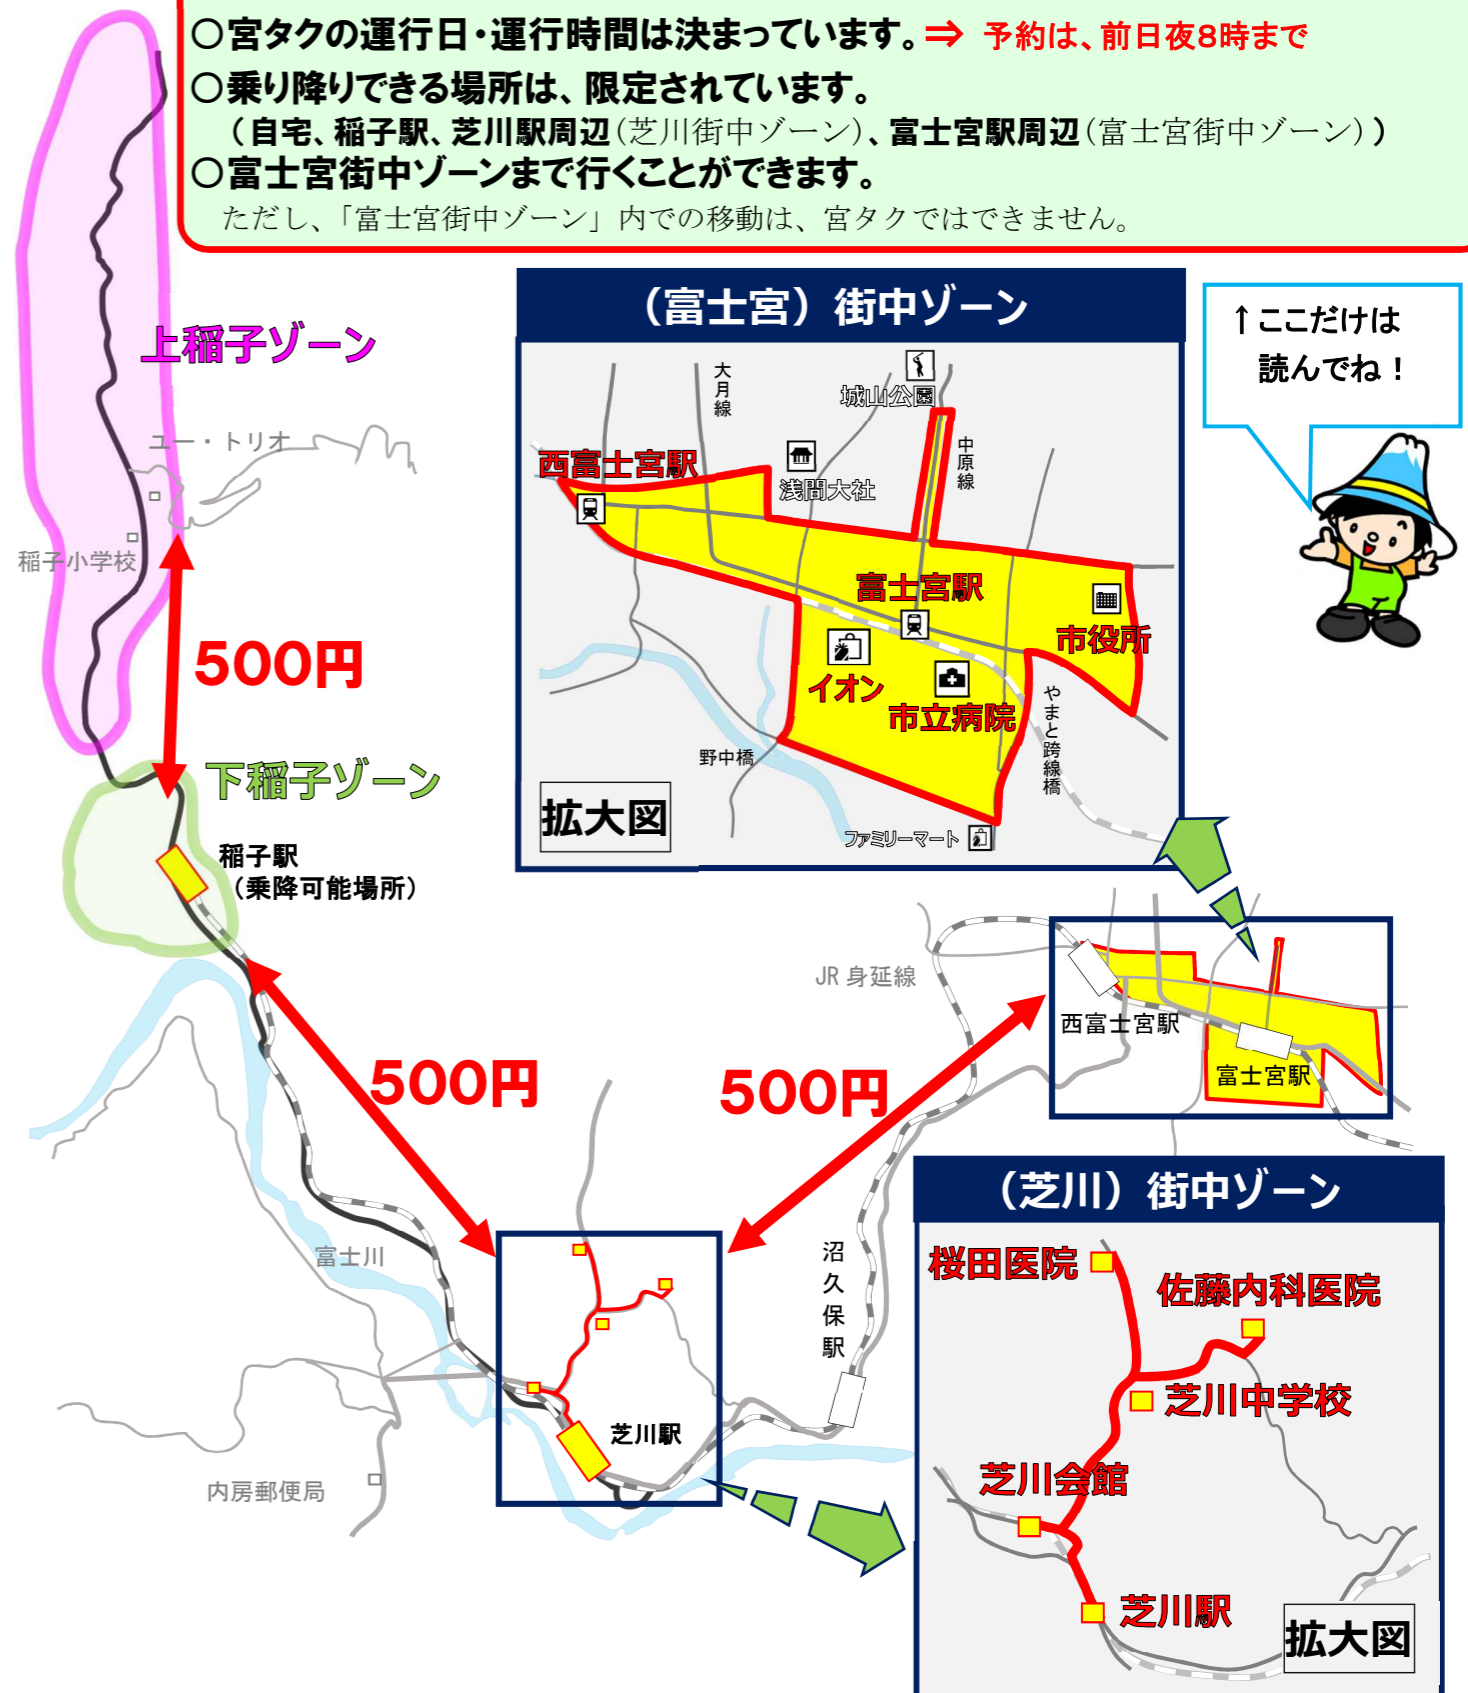 ○宮タクの運行日・運行時間は決まっています。⇒ 予約は、前日夜8時まで
○乗り降りできる場所は、限定されています。
（自宅、稲子駅、芝川駅周辺（芝川街中ゾーン）、富士宮駅周辺（富士宮街中ゾーン））
○富士宮街中ゾーンまで行くことができます。
ただし、「富士宮街中ゾーン」内での移動は、宮タクではできません。
（富士宮）街中ゾーン
↑ここだけは
読んでね！
上稲子ゾーン
大月線
城山公園
中原線
ユー・トリオ
西富士宮駅
浅間大社
稲子小学校
富士宮駅
市役所
500円
イオン
市立病院
やまと跨線橋
野中橋
下稲子ゾーン
拡大図
ファミリーマート
稲子駅
（乗降可能場所）
JR 身延線
西富士宮駅
富士宮駅
500円
500円
（芝川）街中ゾーン
富士川
沼久保駅
桜田医院
佐藤内科医院
芝川中学校
芝川駅
芝川会館
内房郵便局
芝川駅
拡大図